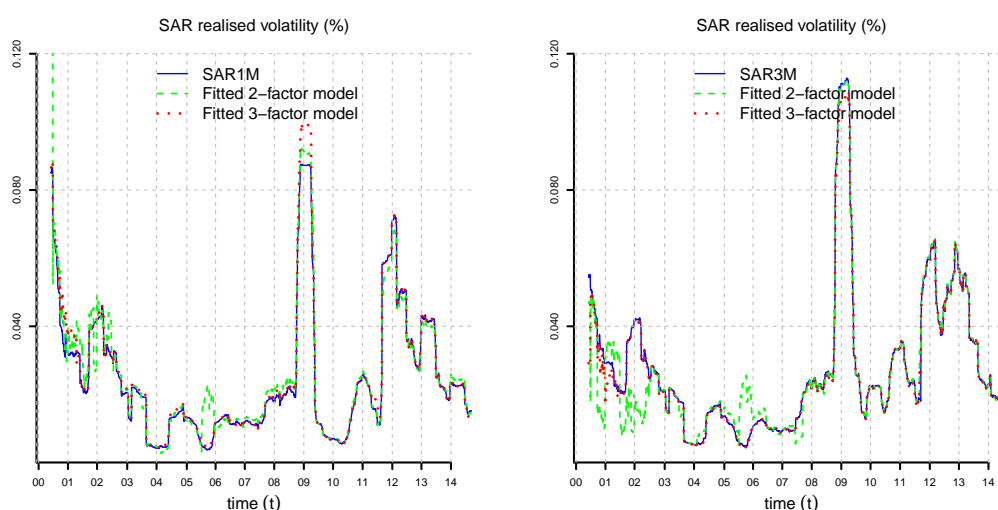 SAR realised volatility (%)
0.120
0.080
0.040
SAR1M
Fitted 2−factor model
Fitted 3−factor model
00 01 02 03 04 05 06 07 08 09 10 11 12 13 14
time (t)
SAR realised volatility (%)
0.120
0.080
0.040
SAR3M
Fitted 2−factor model
Fitted 3−factor model
00 01 02 03 04 05 06 07 08 09 10 11 12 13 14
time (t)